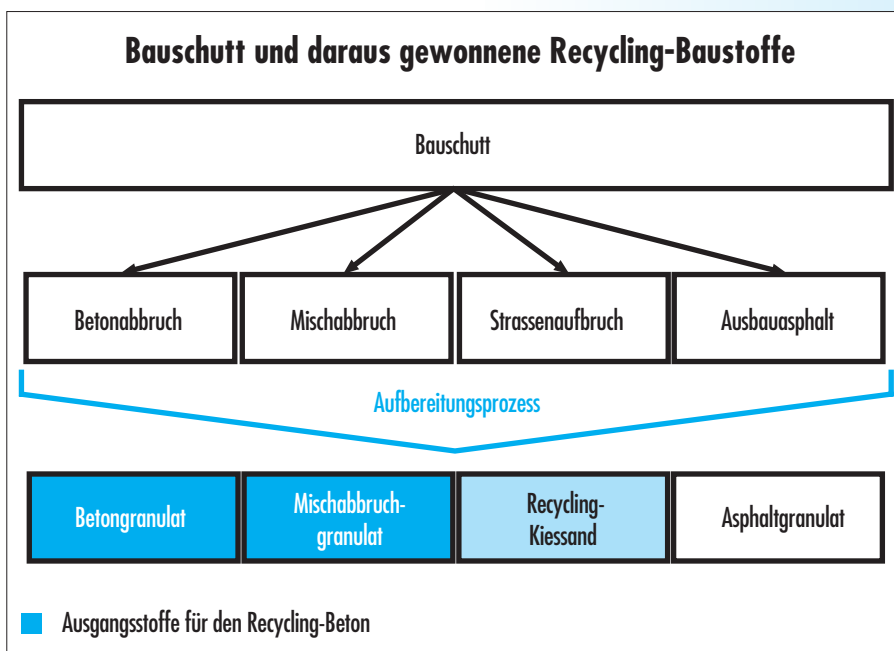 Bauschutt und daraus gewonnene Recycling-Baustoffe
Bauschutt
Betonabbruch
Mischabbruch
Strassenaufbruch
Ausbauasphalt
Aufbereitungsprozess
Betongranulat
Mischabbruch-
granulat
Recycling-
Kiessand
Asphaltgranulat
Ausgangsstoffe für den Recycling-Beton